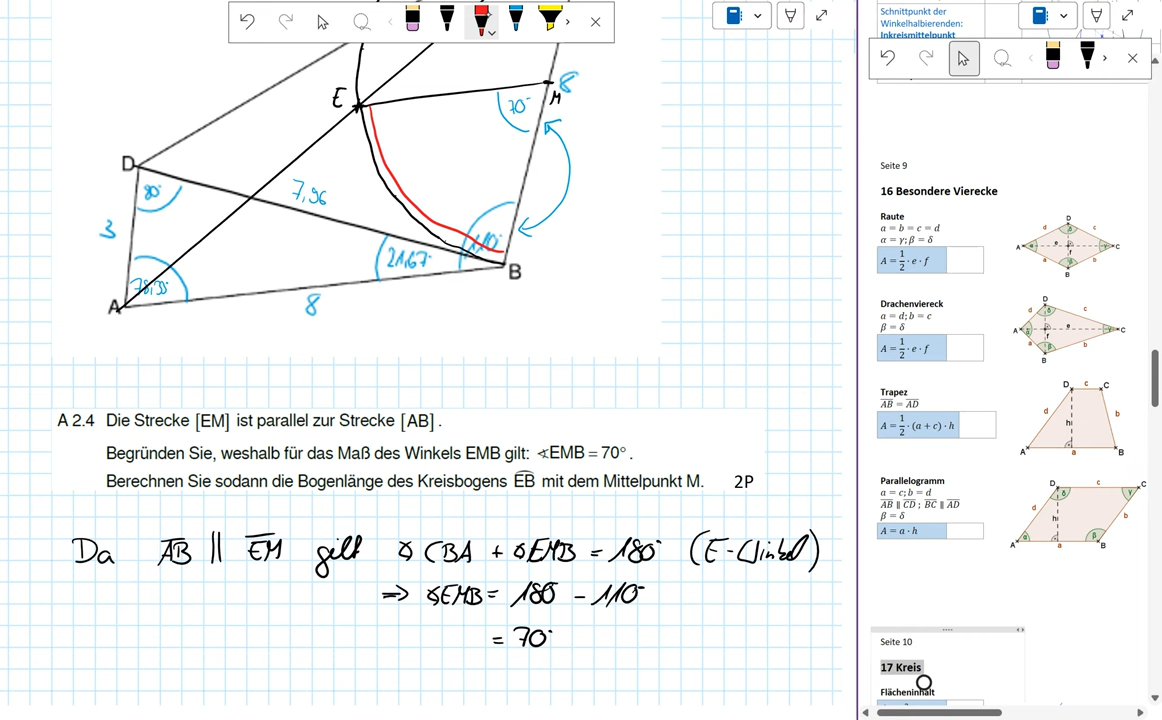 E
8
M
70°
D
80°
7,96
3
110°
21,67°
B
A
8
A 2.4 Die Strecke [EM] ist parallel zur Strecke [AB].
Begründen Sie, weshalb für das Maß des Winkels EMB gilt: ∢EMB = 70°.
Berechnen Sie sodann die Bogenlänge des Kreisbogens EB mit dem Mittelpunkt M. 2P
Da AB || EM gilt ∢ CBA + ∢EMB = 180° (E-Winkel)
=> ∢EMB = 180° - 110°
= 70°
Schnittpunkt der
Winkelhalbierenden:
Inkreismittelpunkt
Seite 9
16 Besondere Vierecke
Raute
a = b = c = d
α = γ; β = δ
A = 1/2 · e · f
Drachenviereck
a = d; b = c
β = δ
A = 1/2 · e · f
Trapez
AB = AD
A = 1/2 · (a + c) · h
Parallelogramm
a = c; b = d
AB ∥ CD ; BC ∥ AD
β = δ
A = a · h
Seite 10
17 Kreis
Flächeninhalt